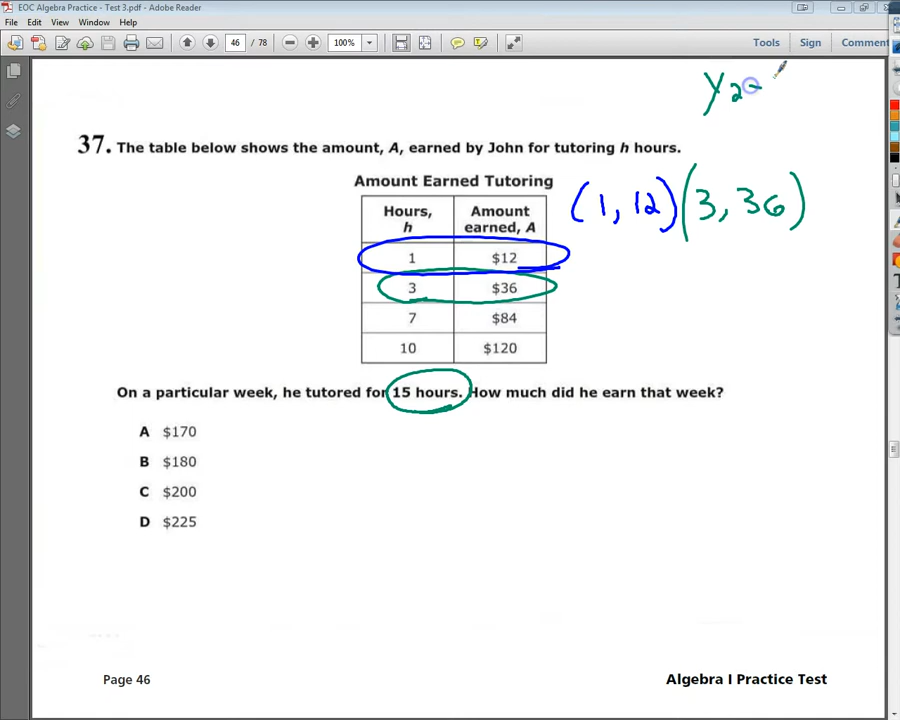 EOC Algebra Practice - Test 3.pdf - Adobe Reader
File Edit View Window Help
46 / 78 100% Tools Sign Comment
y₂-
37. The table below shows the amount, A, earned by John for tutoring h hours.
Amount Earned Tutoring
(1, 12) (3, 36)
Hours, h Amount earned, A
1 $12
3 $36
7 $84
10 $120
On a particular week, he tutored for 15 hours. How much did he earn that week?
A $170
B $180
C $200
D $225
Page 46 Algebra I Practice Test